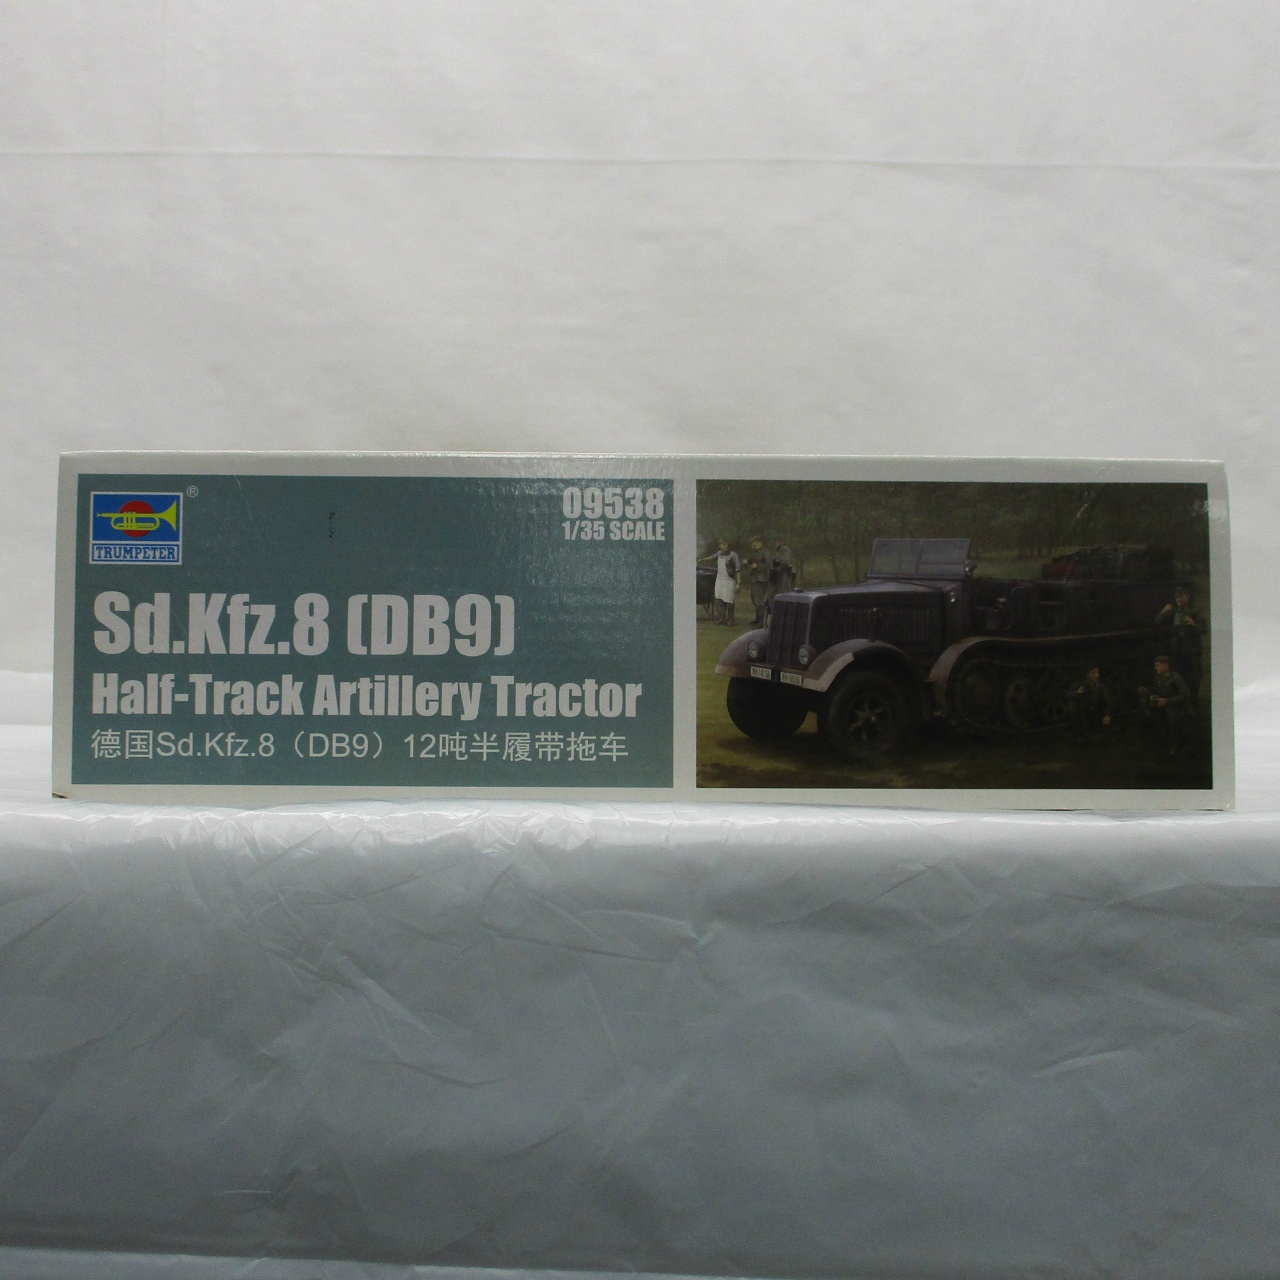 TRUMPETER
®
09538
1/35 SCALE
Sd.Kfz.8 (DB9)
Half-Track Artillery Tractor
德国Sd.Kfz.8（DB9）12吨半履带拖车